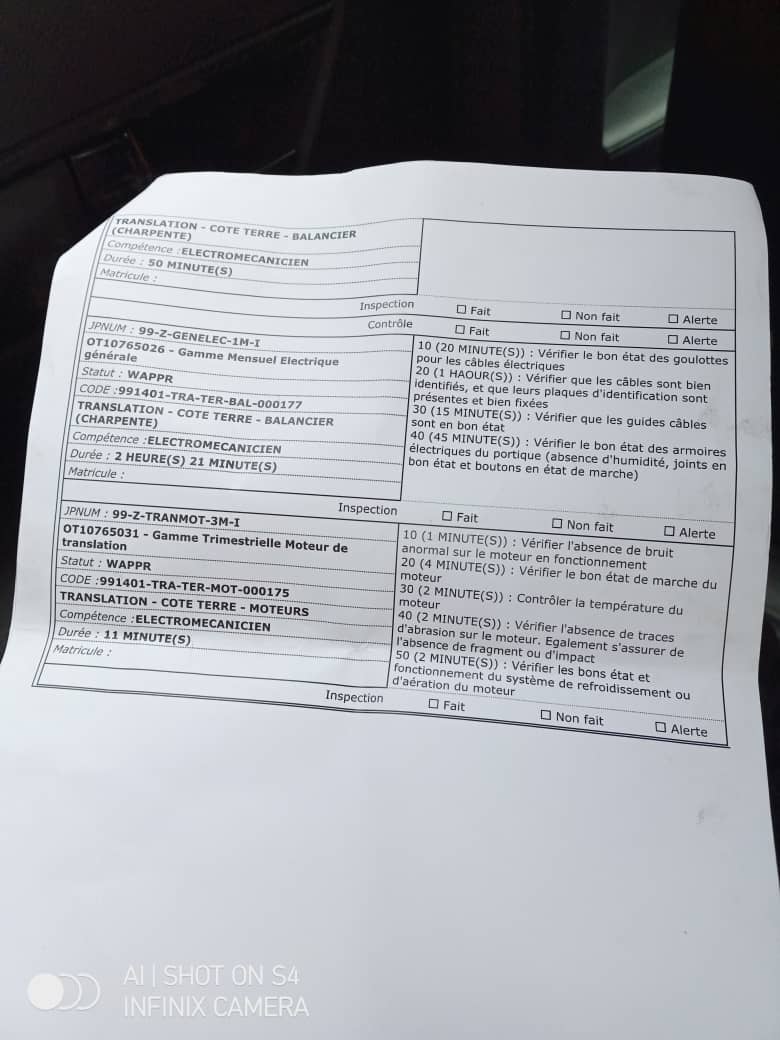 TRANSLATION - COTE TERRE - BALANCIER
(CHARPENTE)
Compétence :ELECTROMECANICIEN
Durée : 50 MINUTE(S)
Matricule :
Inspection ☐ Fait ☐ Non fait ☐ Alerte
Contrôle ☐ Fait ☐ Non fait ☐ Alerte
JPNUM : 99-Z-GENELEC-1M-I
OT10765026 - Gamme Mensuel Electrique
générale
Statut : WAPPR
CODE :991401-TRA-TER-BAL-000177
TRANSLATION - COTE TERRE - BALANCIER
(CHARPENTE)
Compétence :ELECTROMECANICIEN
Durée : 2 HEURE(S) 21 MINUTE(S)
Matricule :
10 (20 MINUTE(S)) : Vérifier le bon état des goulottes
pour les câbles électriques
20 (1 HAOUR(S)) : Vérifier que les câbles sont bien
identifiés, et que leurs plaques d'identification sont
présentes et bien fixées
30 (15 MINUTE(S)) : Vérifier que les guides câbles
sont en bon état
40 (45 MINUTE(S)) : Vérifier le bon état des armoires
électriques du portique (absence d'humidité, joints en
bon état et boutons en état de marche)
Inspection ☐ Fait ☐ Non fait ☐ Alerte
JPNUM : 99-Z-TRANMOT-3M-I
OT10765031 - Gamme Trimestrielle Moteur de
translation
Statut : WAPPR
CODE :991401-TRA-TER-MOT-000175
TRANSLATION - COTE TERRE - MOTEURS
Compétence :ELECTROMECANICIEN
Durée : 11 MINUTE(S)
Matricule :
10 (1 MINUTE(S)) : Vérifier l'absence de bruit
anormal sur le moteur en fonctionnement
20 (4 MINUTE(S)) : Vérifier le bon état de marche du
moteur
30 (2 MINUTE(S)) : Contrôler la température du
moteur
40 (2 MINUTE(S)) : Vérifier l'absence de traces
d'abrasion sur le moteur. Egalement s'assurer de
l'absence de fragment ou d'impact
50 (2 MINUTE(S)) : Vérifier les bons états et
fonctionnement du système de refroidissement ou
d'aération du moteur
Inspection ☐ Fait ☐ Non fait ☐ Alerte
AI | SHOT ON S4
INFINIX CAMERA